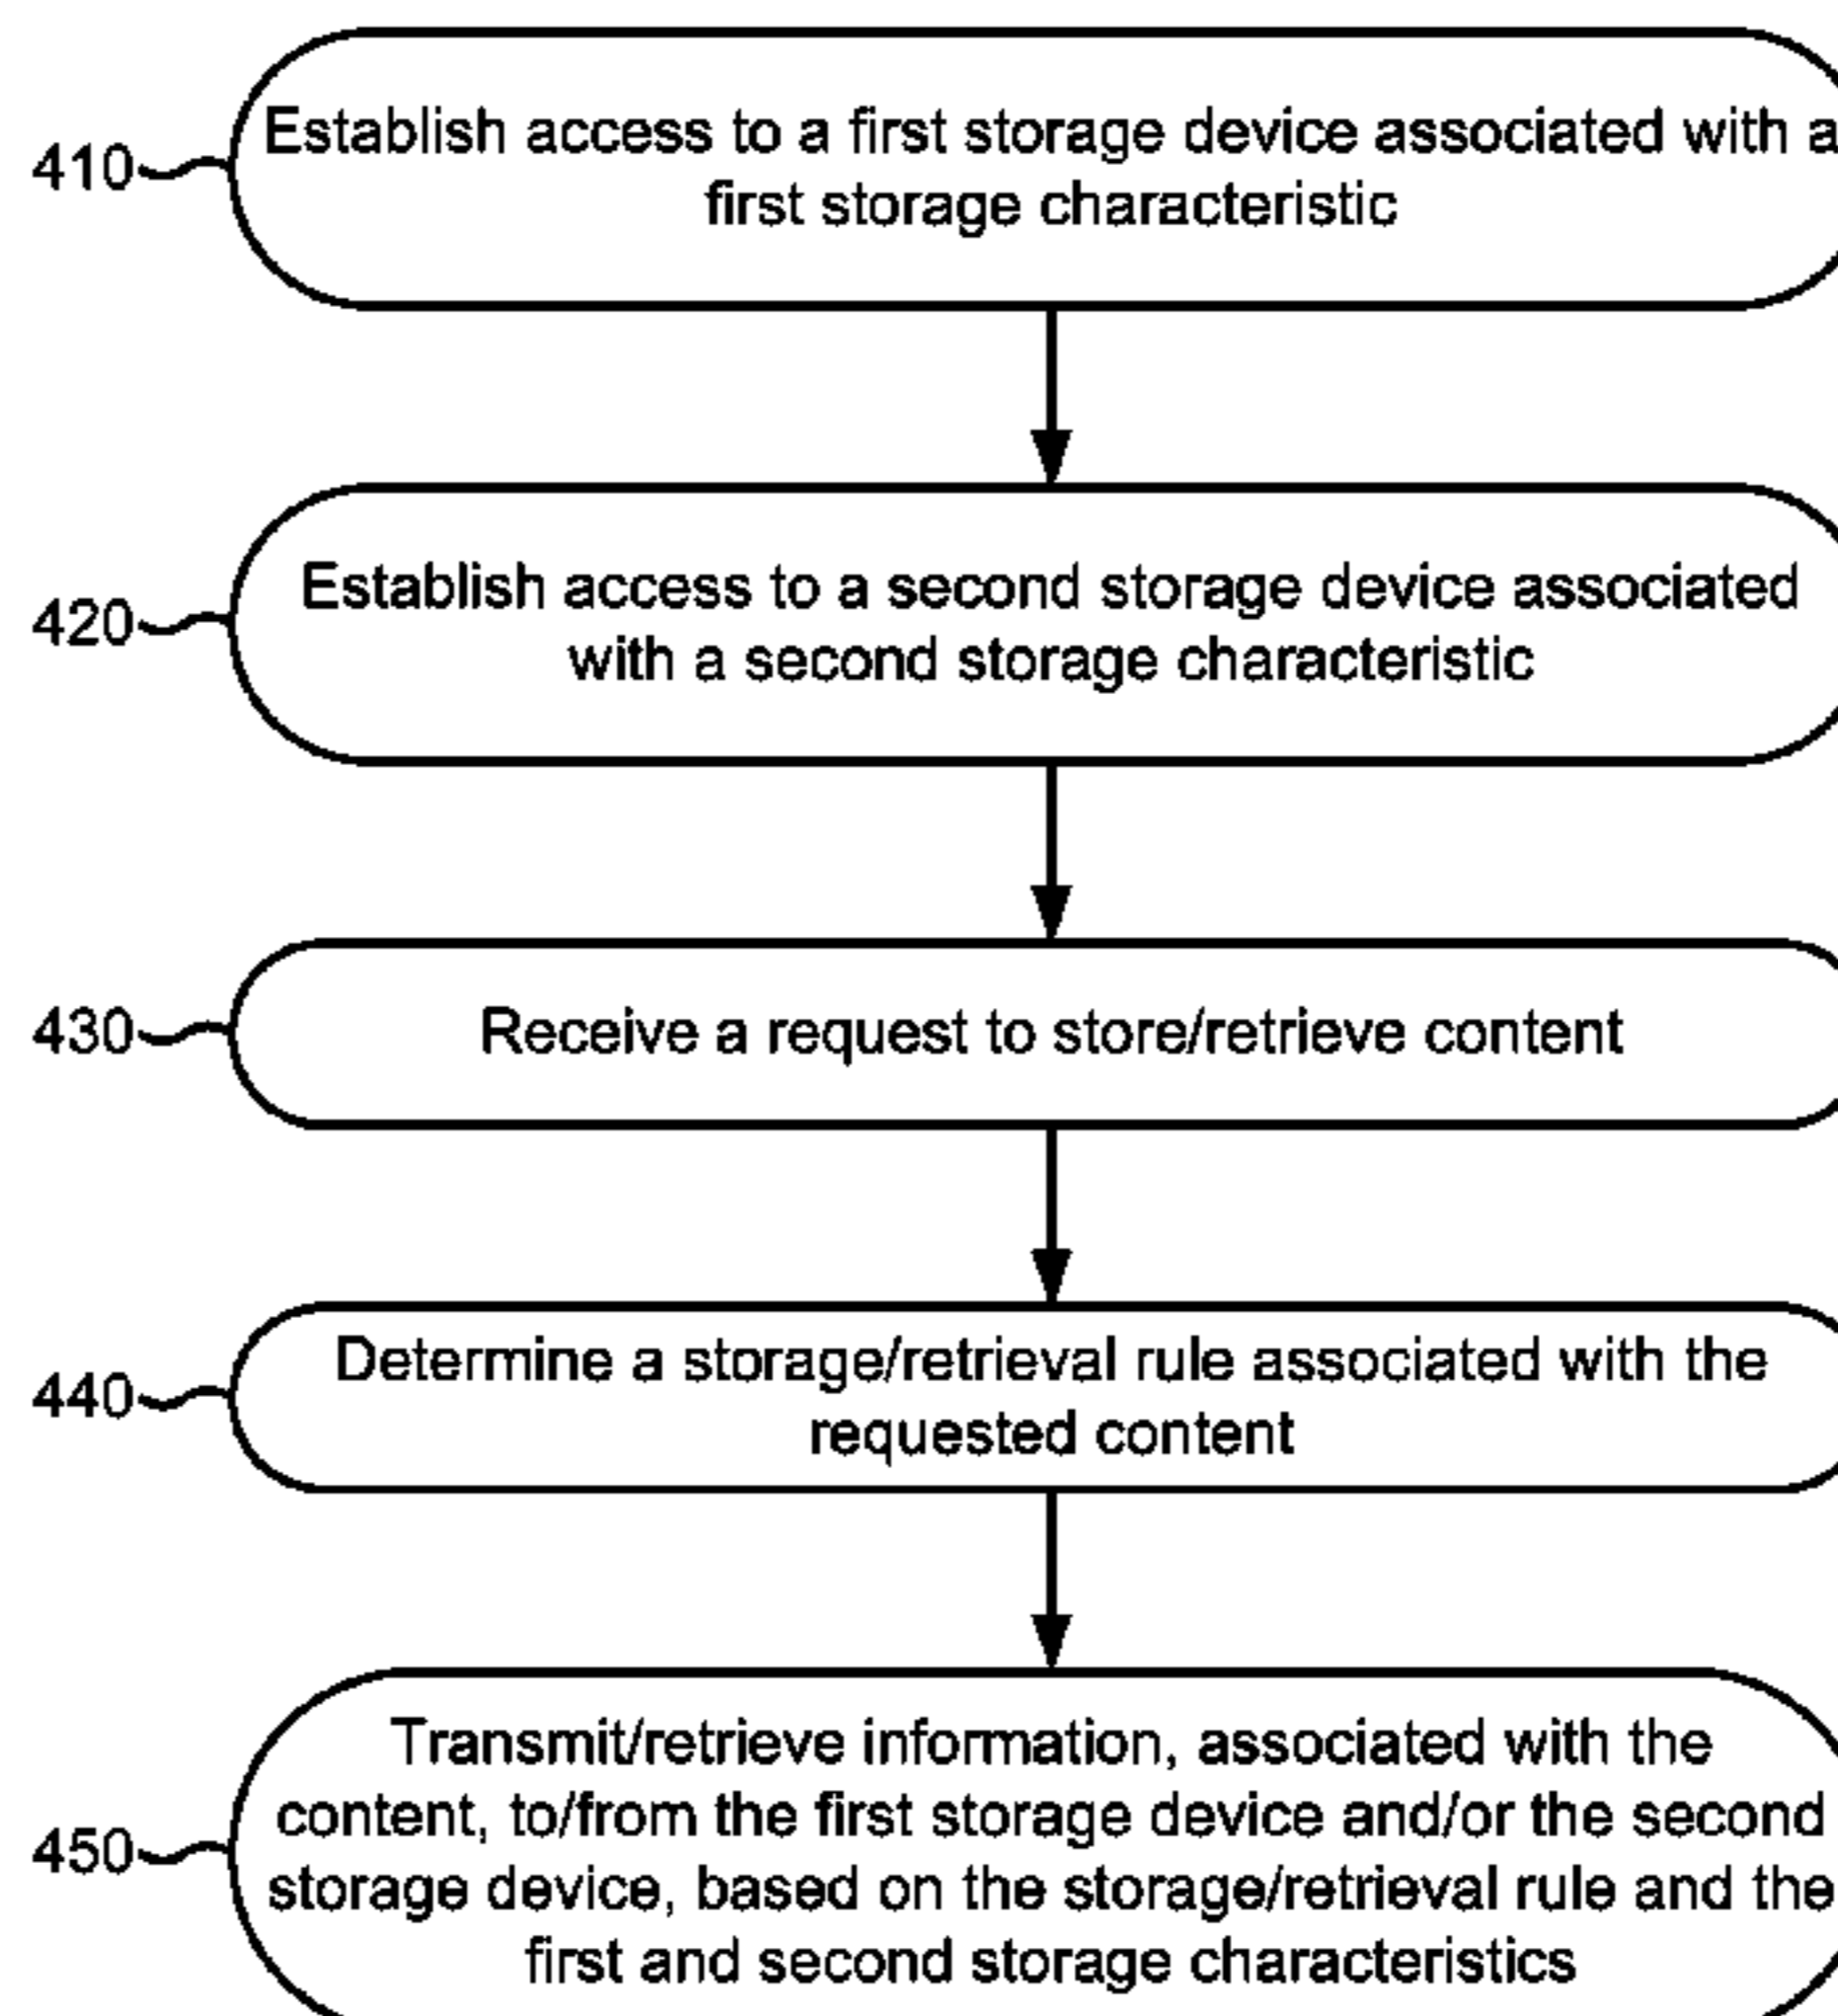 410
Establish access to a first storage device associated with a
first storage characteristic
420
Establish access to a second storage device associated
with a second storage characteristic
430
Receive a request to store/retrieve content
440
Determine a storage/retrieval rule associated with the
requested content
450
Transmit/retrieve information, associated with the
content, to/from the first storage device and/or the second
storage device, based on the storage/retrieval rule and the
first and second storage characteristics